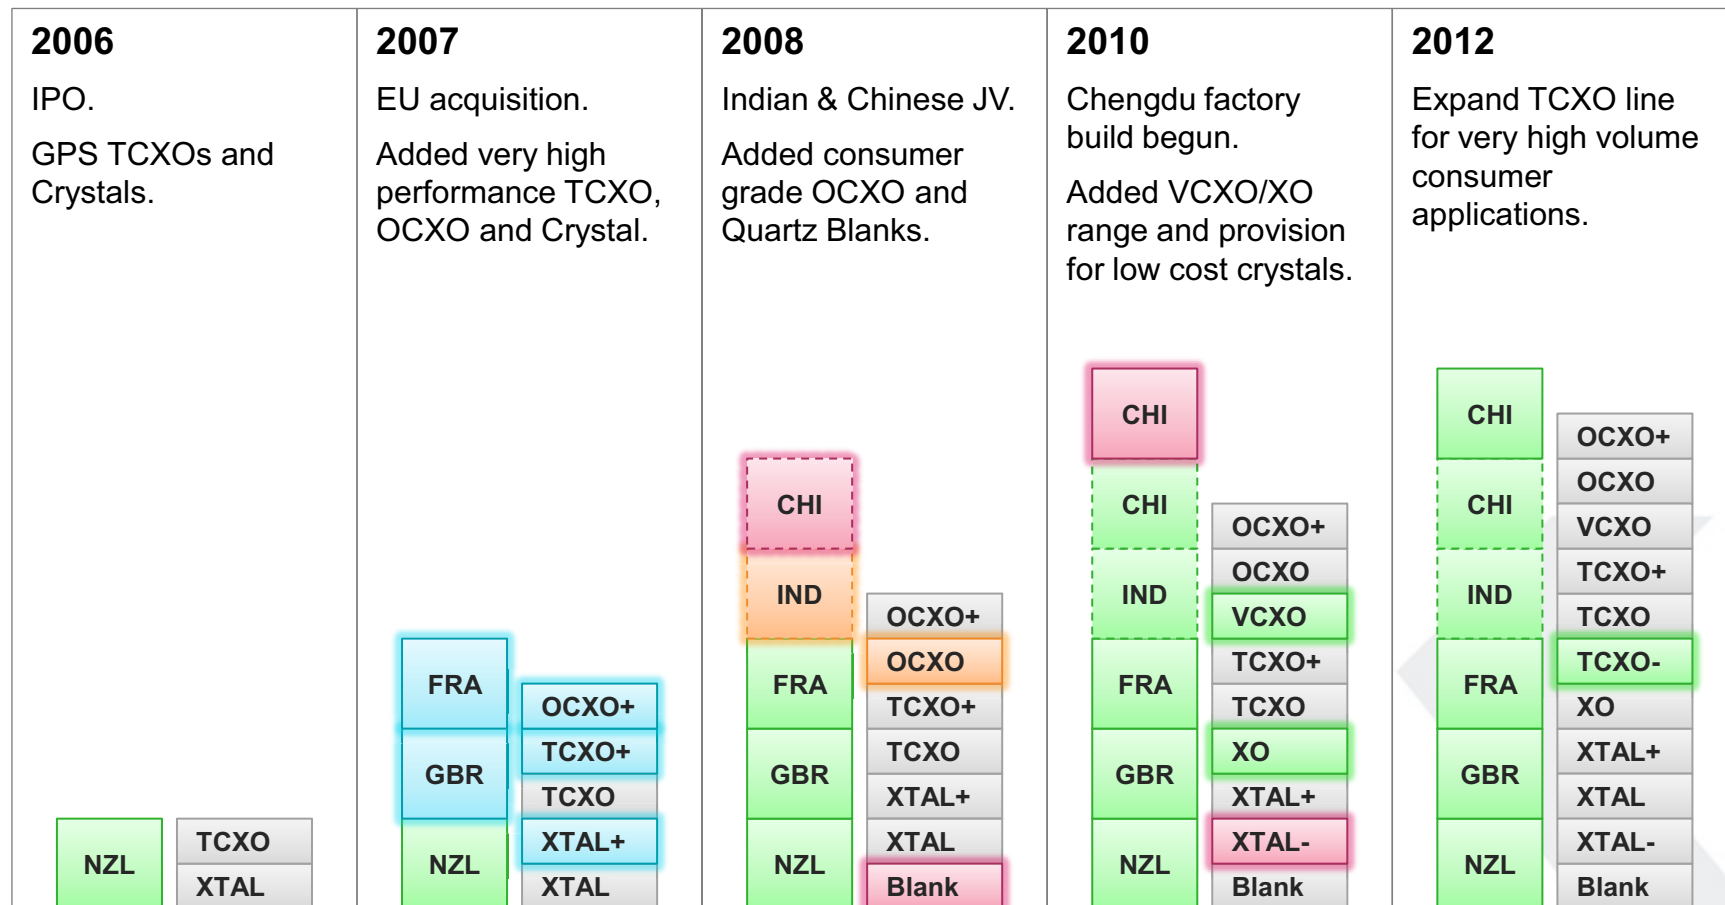 2006
IPO.
GPS TCXOs and
Crystals.
NZL
TCXO
XTAL
2007
EU acquisition.
Added very high
performance TCXO,
OCXO and Crystal.
FRA
GBR
NZL
OCXO+
TCXO+
TCXO
XTAL+
XTAL
2008
Indian & Chinese JV.
Added consumer
grade OCXO and
Quartz Blanks.
CHI
IND
FRA
GBR
NZL
OCXO+
OCXO
TCXO+
TCXO
XTAL+
XTAL
Blank
2010
Chengdu factory
build begun.
Added VCXO/XO
range and provision
for low cost crystals.
CHI
CHI
IND
FRA
GBR
NZL
OCXO+
OCXO
VCXO
TCXO+
TCXO
XO
XTAL+
XTAL-
Blank
2012
Expand TCXO line
for very high volume
consumer
applications.
CHI
CHI
IND
FRA
GBR
NZL
OCXO+
OCXO
VCXO
TCXO+
TCXO
TCXO-
XO
XTAL+
XTAL
XTAL-
Blank